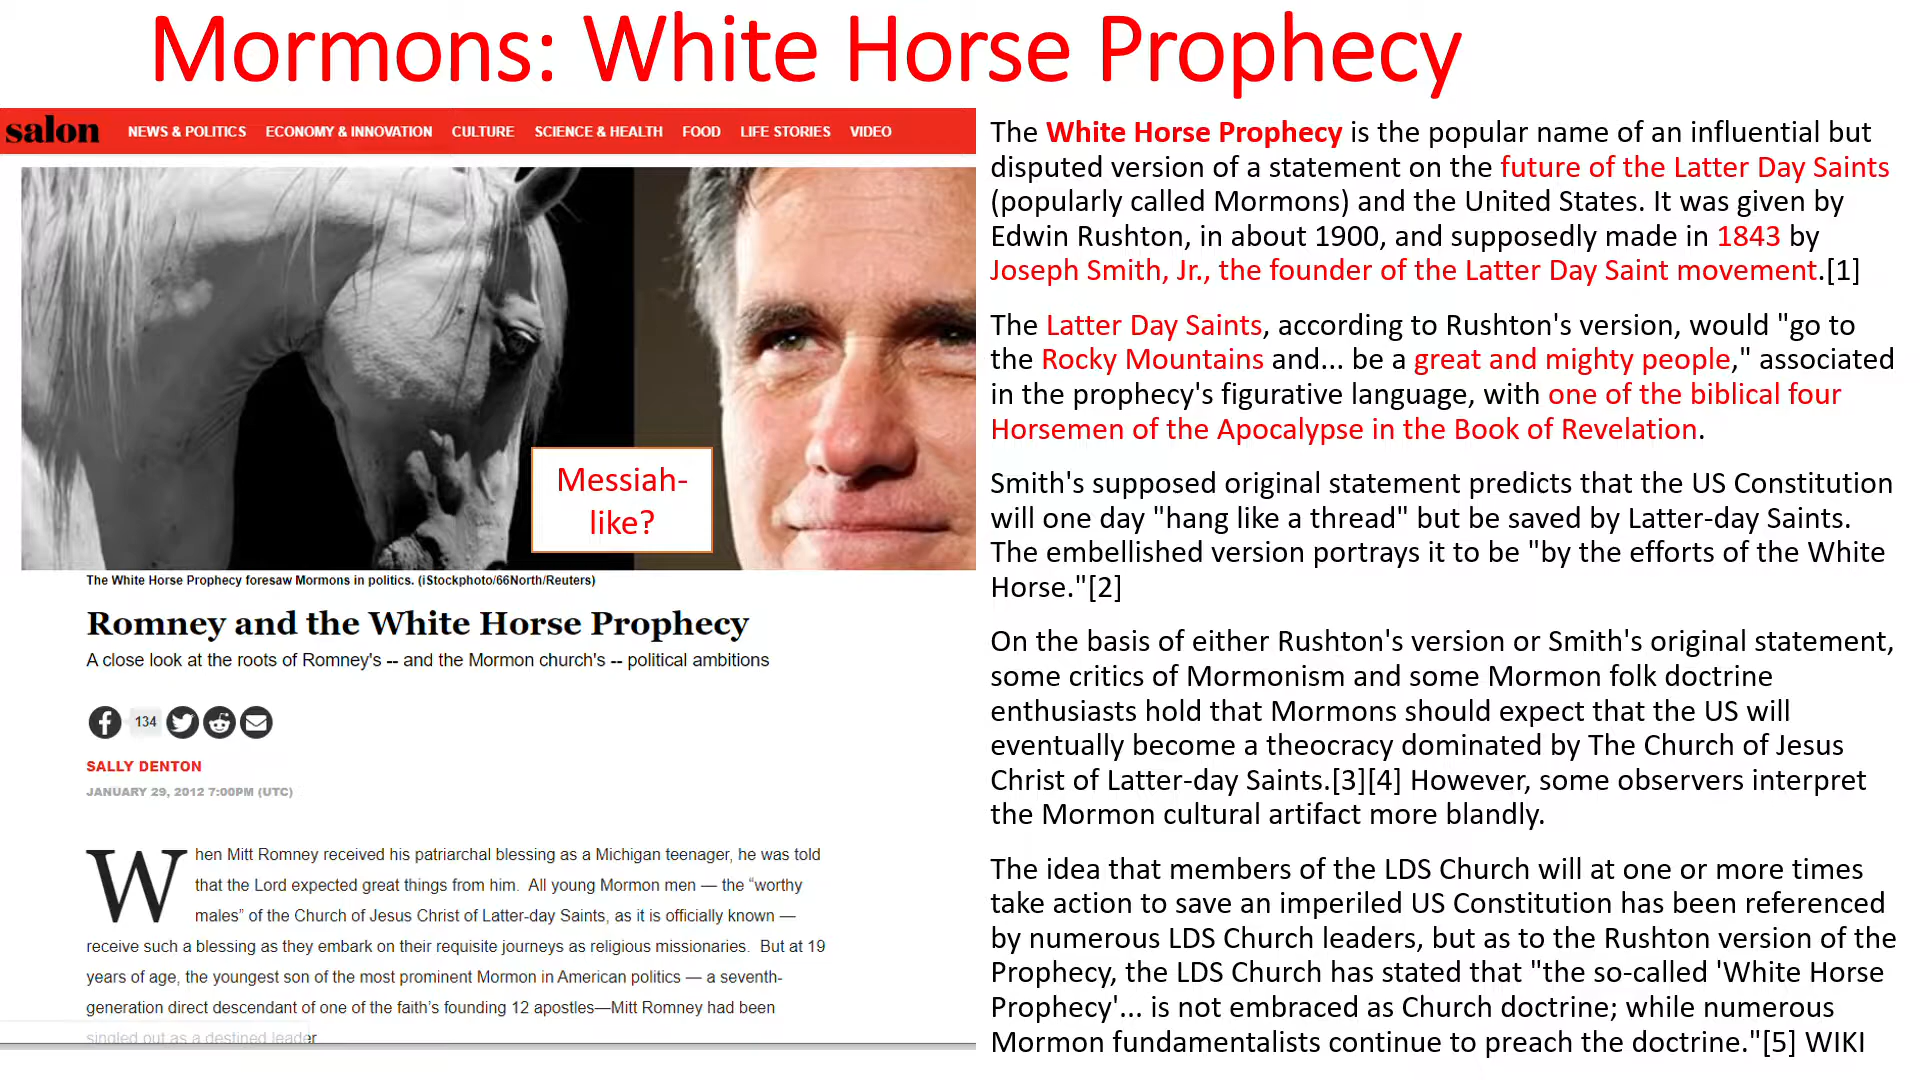 Mormons: White Horse Prophecy
salon NEWS & POLITICS ECONOMY & INNOVATION CULTURE SCIENCE & HEALTH FOOD LIFE STORIES VIDEO
Messiah-
like?
The White Horse Prophecy foresaw Mormons in politics. (iStockphoto/66North/Reuters)
Romney and the White Horse Prophecy
A close look at the roots of Romney's -- and the Mormon church's -- political ambitions
134
SALLY DENTON
JANUARY 29, 2012 7:00PM (UTC)
When Mitt Romney received his patriarchal blessing as a Michigan teenager, he was told
that the Lord expected great things from him. All young Mormon men — the “worthy
males” of the Church of Jesus Christ of Latter-day Saints, as it is officially known —
receive such a blessing as they embark on their requisite journeys as religious missionaries. But at 19
years of age, the youngest son of the most prominent Mormon in American politics — a seventh-
generation direct descendant of one of the faith’s founding 12 apostles—Mitt Romney had been
singled out as a destined leader
The White Horse Prophecy is the popular name of an influential but
disputed version of a statement on the future of the Latter Day Saints
(popularly called Mormons) and the United States. It was given by
Edwin Rushton, in about 1900, and supposedly made in 1843 by
Joseph Smith, Jr., the founder of the Latter Day Saint movement.[1]
The Latter Day Saints, according to Rushton's version, would "go to
the Rocky Mountains and... be a great and mighty people," associated
in the prophecy's figurative language, with one of the biblical four
Horsemen of the Apocalypse in the Book of Revelation.
Smith's supposed original statement predicts that the US Constitution
will one day "hang like a thread" but be saved by Latter-day Saints.
The embellished version portrays it to be "by the efforts of the White
Horse."[2]
On the basis of either Rushton's version or Smith's original statement,
some critics of Mormonism and some Mormon folk doctrine
enthusiasts hold that Mormons should expect that the US will
eventually become a theocracy dominated by The Church of Jesus
Christ of Latter-day Saints.[3][4] However, some observers interpret
the Mormon cultural artifact more blandly.
The idea that members of the LDS Church will at one or more times
take action to save an imperiled US Constitution has been referenced
by numerous LDS Church leaders, but as to the Rushton version of the
Prophecy, the LDS Church has stated that "the so-called 'White Horse
Prophecy'... is not embraced as Church doctrine; while numerous
Mormon fundamentalists continue to preach the doctrine."[5] WIKI